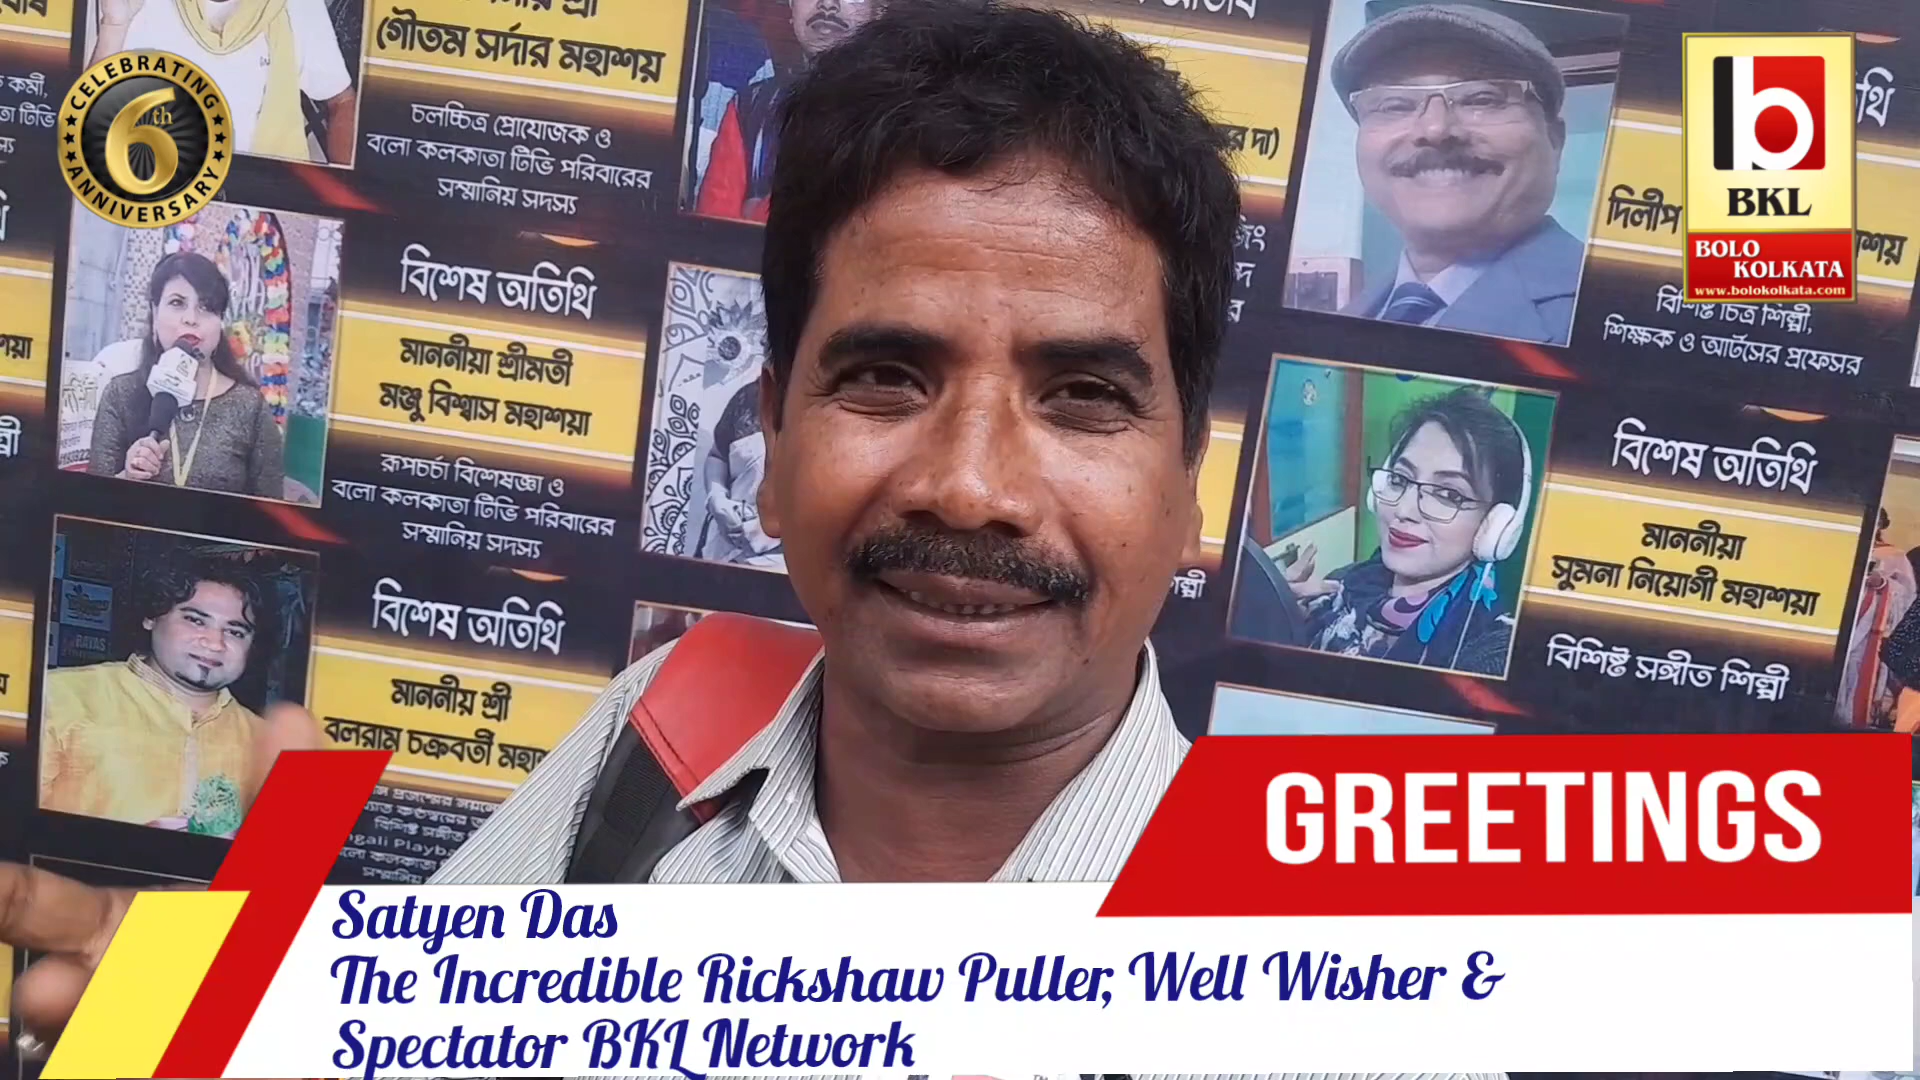 গৌতম সর্দার মহাশয়
চলচ্চিত্র প্রোযোজক ও
বলো কলকাতা টিভি পরিবারের
সম্মানিয় সদস্য
CELEBRATING
6th
ANNIVERSARY
b
BKL
BOLO
KOLKATA
www.bolokolkata.com
দিলীপ
শিক্ষক ও আর্টসের প্রফেসর
বিশেষ অতিথি
মাননীয়া শ্রীমতী
মঞ্জু বিশ্বাস মহাশয়া
রূপচর্চা বিশেষজ্ঞা ও
বলো কলকাতা টিভি পরিবারের
সম্মানিয় সদস্য
বিশেষ অতিথি
মাননীয়া
সুমনা নিয়োগী মহাশয়া
বিশিষ্ট সঙ্গীত শিল্পী
বিশেষ অতিথি
মাননীয় শ্রী
বলরাম চক্রবর্তী
GREETINGS
Satyen Das
The Incredible Rickshaw Puller, Well Wisher &
Spectator BKL Network